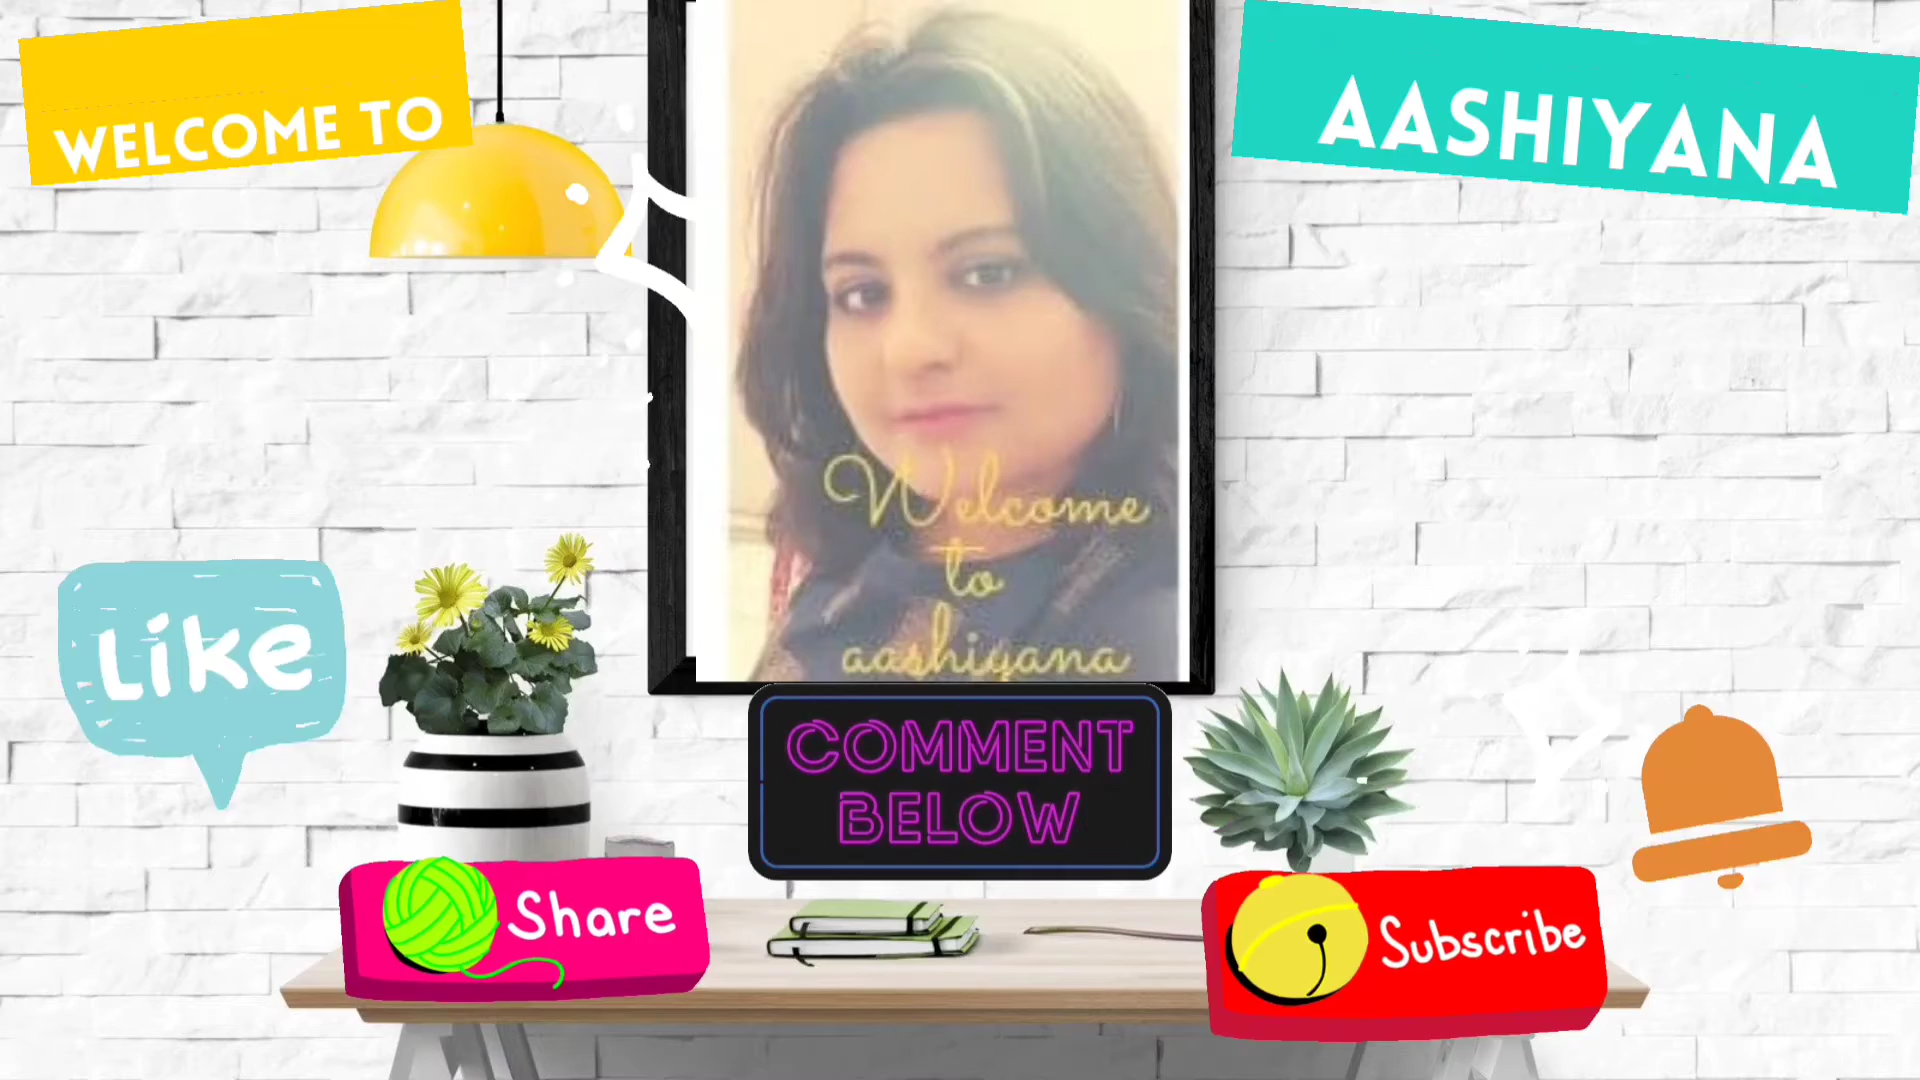 WELCOME TO
AASHIYANA
Welcome
to
aashiyana
Like
COMMENT
BELOW
Share
Subscribe